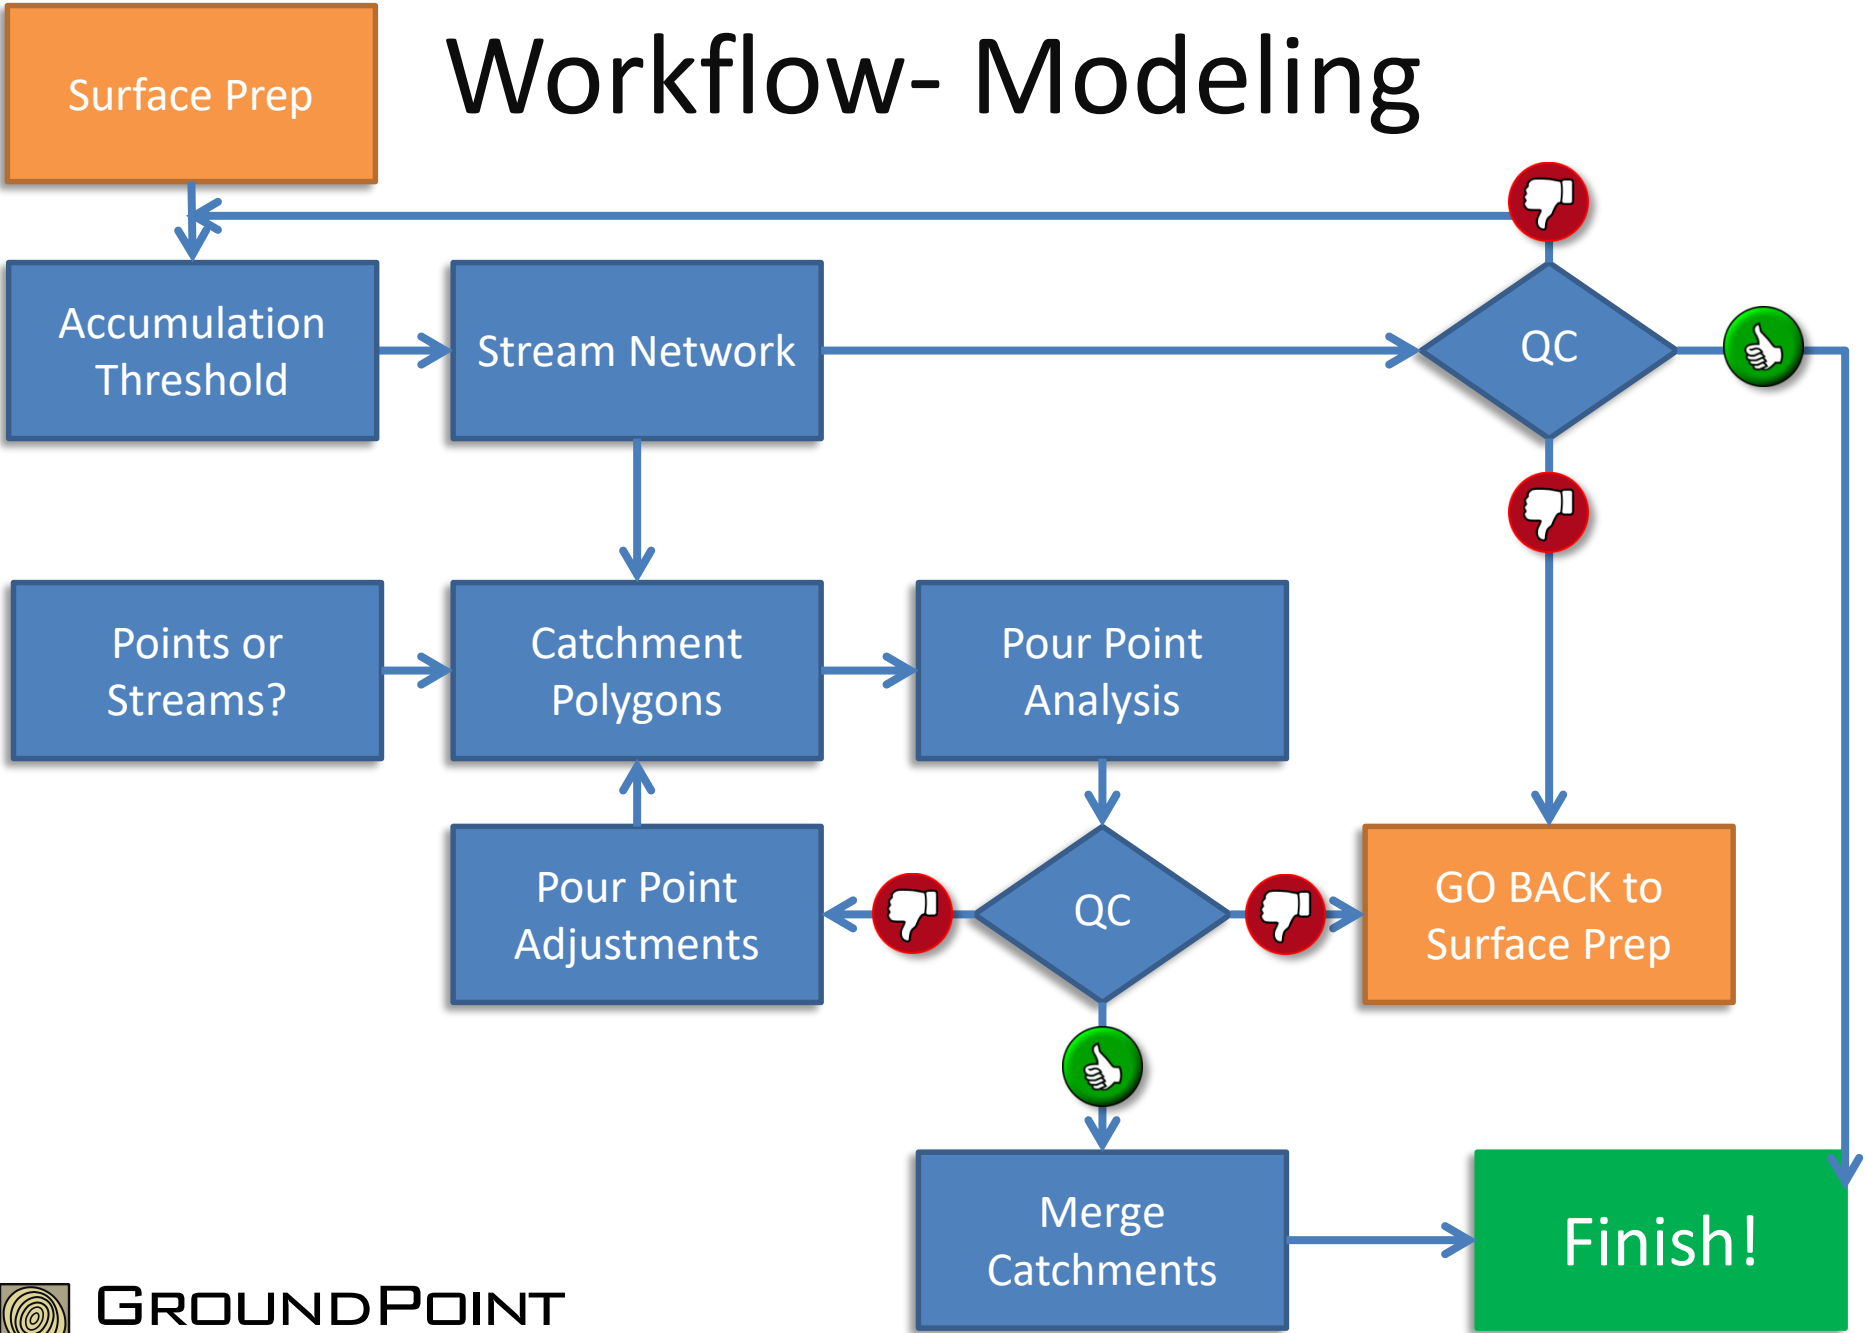 Workflow- Modeling
Surface Prep
Accumulation
Threshold
Stream Network
QC
Points or
Streams?
Catchment
Polygons
Pour Point
Analysis
Pour Point
Adjustments
QC
GO BACK to
Surface Prep
Merge
Catchments
Finish!
GROUNDPOINT